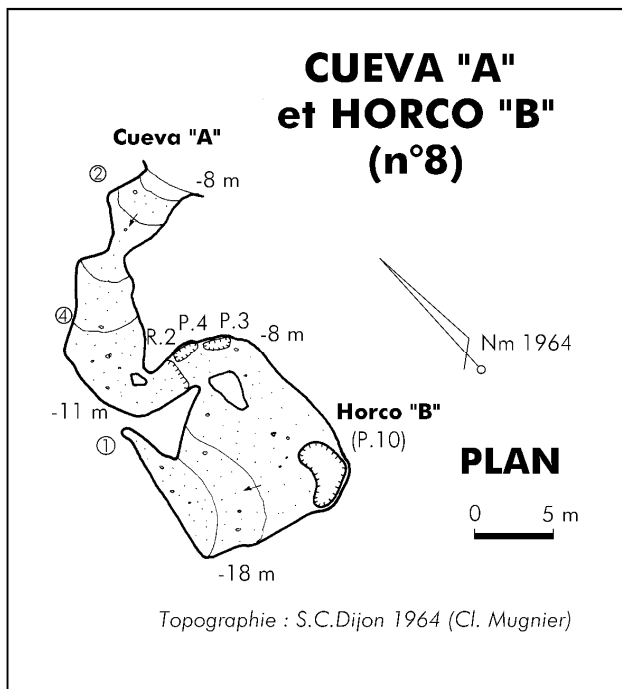 CUEVA "A"
et HORCO "B"
(n°8)
Cueva "A"
②
-8 m
④
R.2
P.4
P.3
-8 m
Nm 1964
-11 m
①
Horco "B"
(P.10)
PLAN
0 5 m
-18 m
Topographie : S.C.Dijon 1964 (Cl. Mugnier)